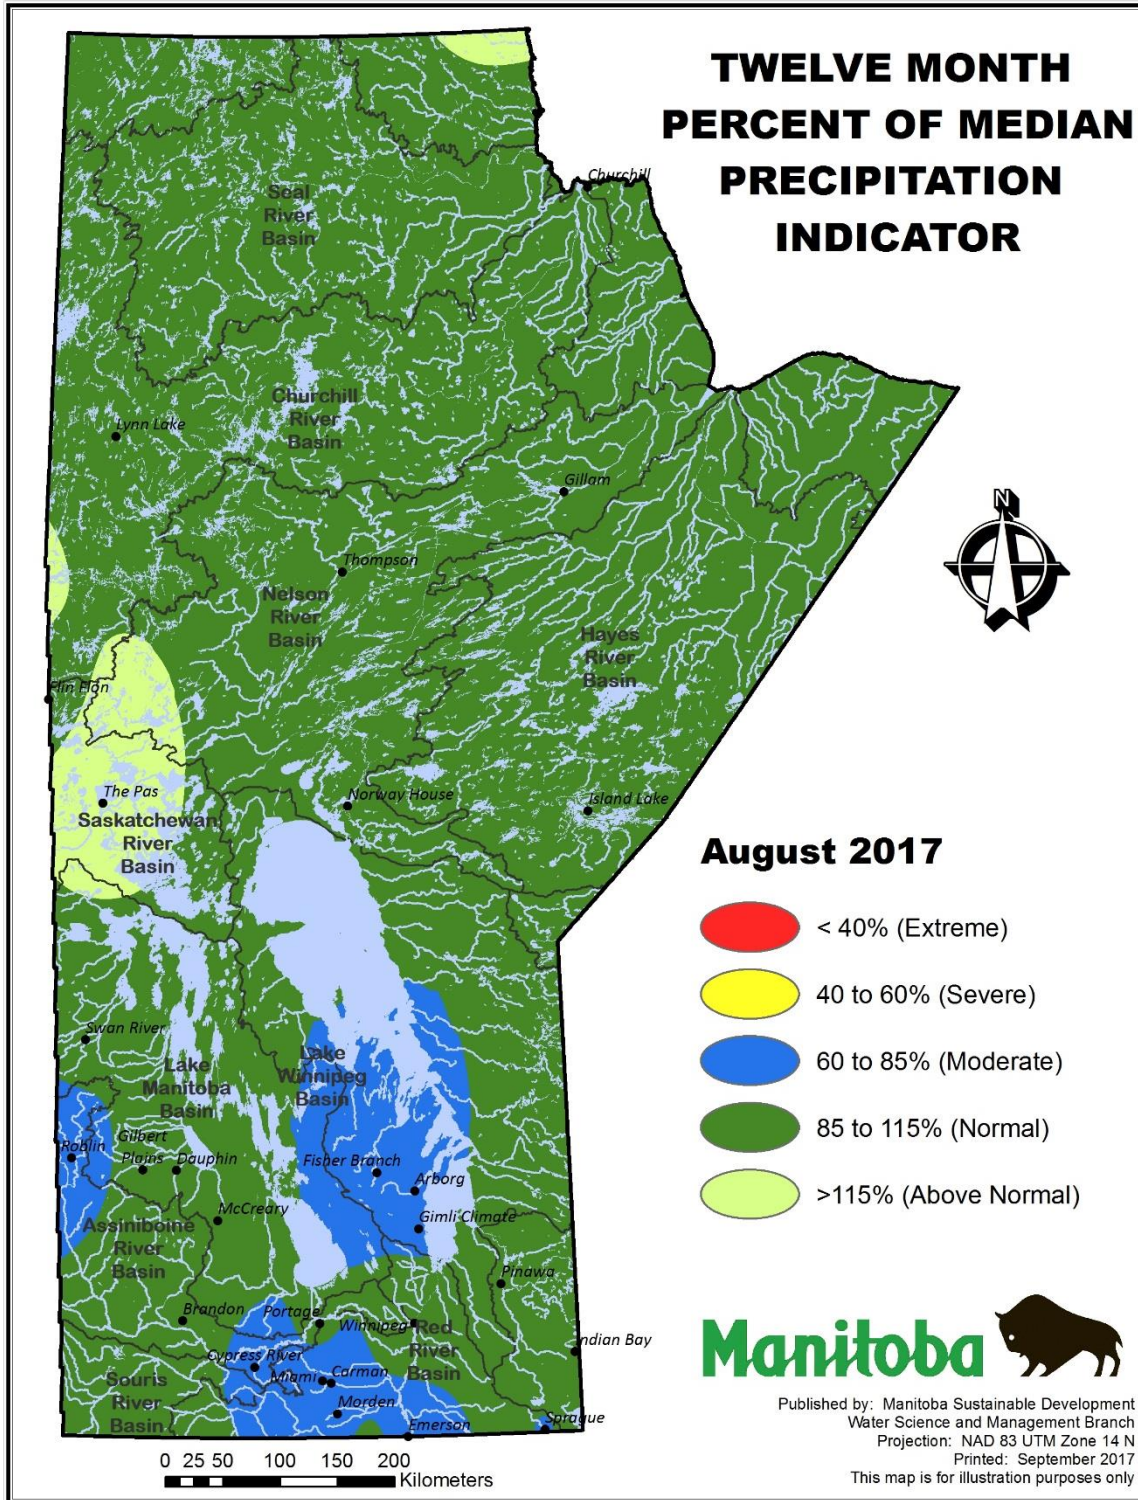 TWELVE MONTH
PERCENT OF MEDIAN
PRECIPITATION
INDICATOR
Churchill
Seal
River
Basin
Churchill
River
Basin
Lynn Lake
Gillam
N
Thompson
Nelson
River
Basin
Hayes
River
Basin
Flin Flon
The Pas
Norway House
Island Lake
Saskatchewan
River
Basin
August 2017
< 40% (Extreme)
40 to 60% (Severe)
60 to 85% (Moderate)
85 to 115% (Normal)
>115% (Above Normal)
Swan River
Lake
Manitoba
Basin
Lake
Winnipeg
Basin
Roblin
Gilbert
Plains
Dauphin
Fisher Branch
Arborg
McCreary
Gimli Climate
Assiniboine
River
Basin
Pinawa
Brandon
Portage
Winnipeg
Red
River
Basin
Indian Bay
Cypress River
Miami
Carman
Souris
River
Basin
Morden
Emerson
Sprague
Manitoba
Published by: Manitoba Sustainable Development
Water Science and Management Branch
Projection: NAD 83 UTM Zone 14 N
Printed: September 2017
This map is for illustration purposes only
0 25 50 100 150 200
Kilometers